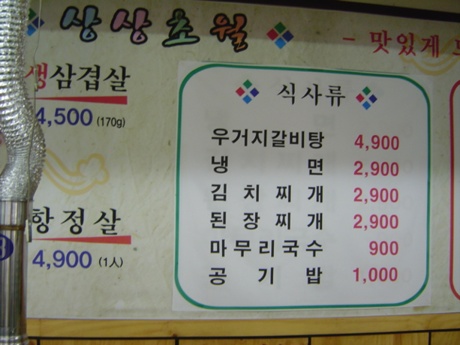 상상초월
- 맛있게
생삼겹살
4,500 (170g)
황정살
4,900 (1人)
식사류
우거지갈비탕 4,900
냉면 2,900
김치찌개 2,900
된장찌개 2,900
마무리국수 900
공기밥 1,000